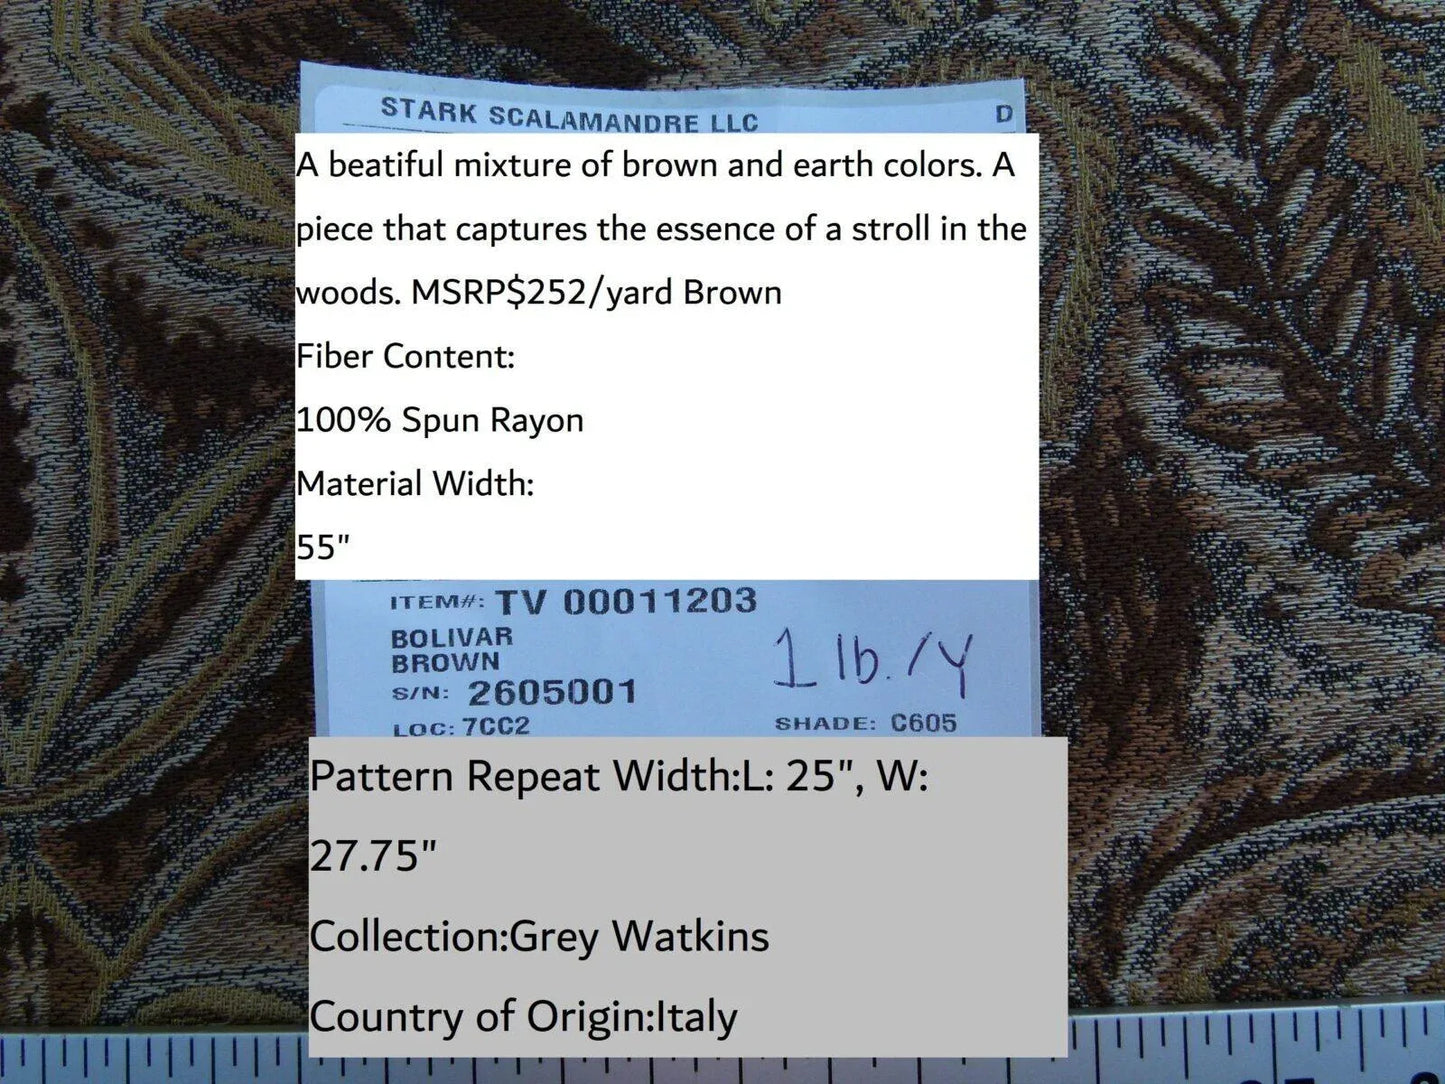 STARK SCALAMANDRE LLC D
A beatiful mixture of brown and earth colors. A
piece that captures the essence of a stroll in the
woods. MSRP$252/yard Brown
Fiber Content:
100% Spun Rayon
Material Width:
55"
ITEM#: TV 00011203
BOLIVAR
BROWN
1 lb./Y
S/N: 2605001
LOC: 7CC2 SHADE: C605
Pattern Repeat Width:L: 25", W:
27.75"
Collection:Grey Watkins
Country of Origin:Italy